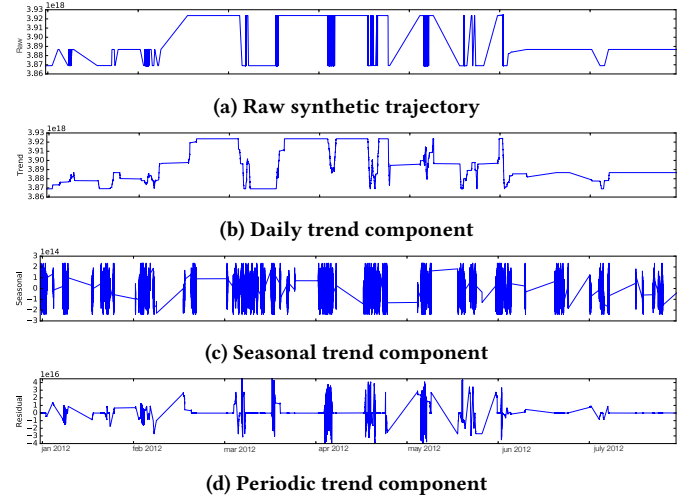 1e18
3.93
3.92
3.90
3.89
3.88
3.87
3.86
Raw
(a) Raw synthetic trajectory
1e18
3.93
3.92
3.90
3.89
3.88
3.87
3.86
Trend
(b) Daily trend component
1e14
3
2
1
0
−1
−2
−3
Seasonal
(c) Seasonal trend component
1e16
4
3
2
1
0
−1
−2
−3
−4
Residual
jan 2012 feb 2012 mar 2012 apr 2012 may 2012 jun 2012 july 2012
(d) Periodic trend component